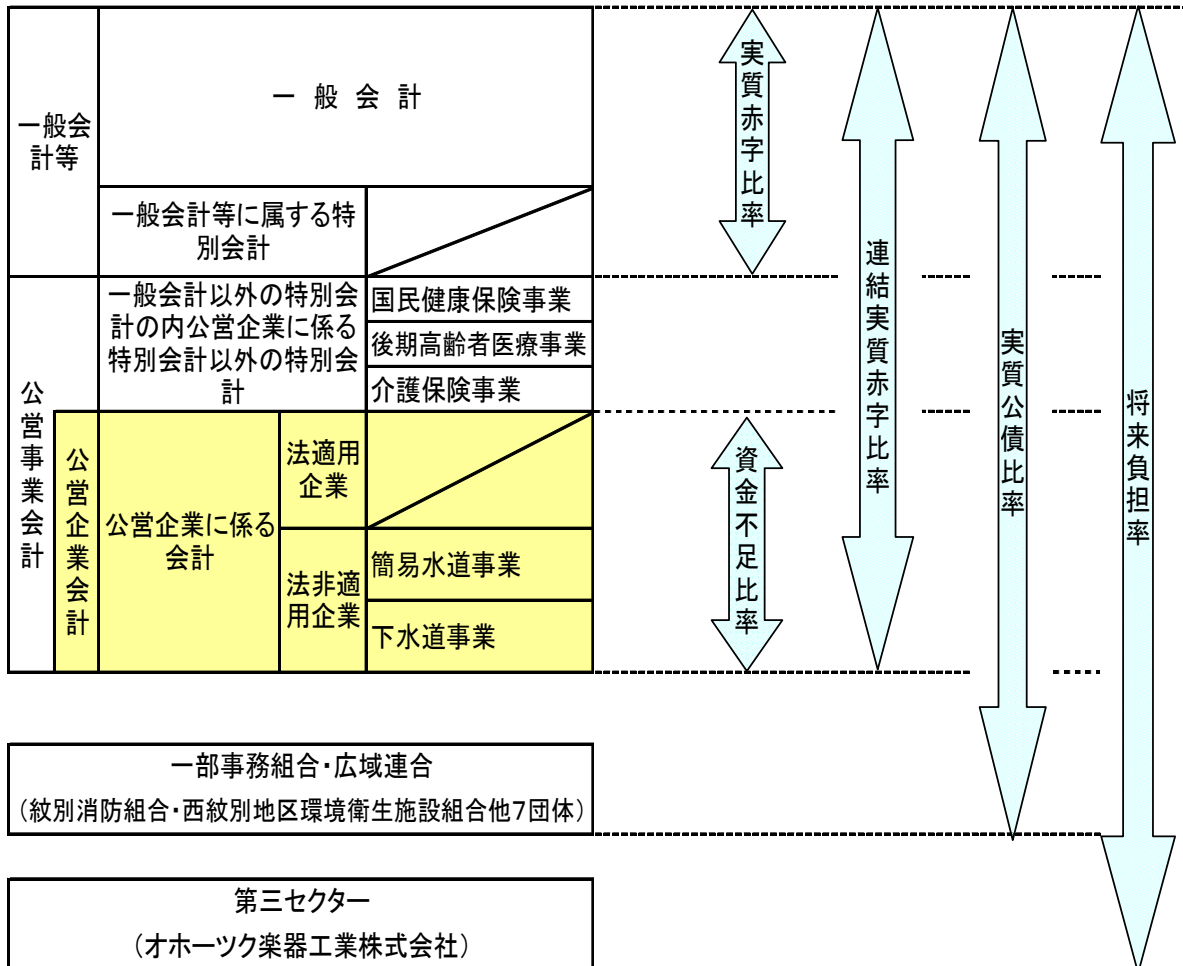 一般会
計等
一 般 会 計
一般会計等に属する特
別会計
公営事業会計
一般会計以外の特別会
計の内公営企業に係る
特別会計以外の特別会
計
国民健康保険事業
後期高齢者医療事業
介護保険事業
公営企業会計
公営企業に係る
会計
法適用
企業
法非適
用企業
簡易水道事業
下水道事業
実質赤字比率
資金不足比率
連結実質赤字比率
実質公債比率
将来負担率
一部事務組合・広域連合
（紋別消防組合・西紋別地区環境衛生施設組合他7団体）
第三セクター
（オホーツク楽器工業株式会社）